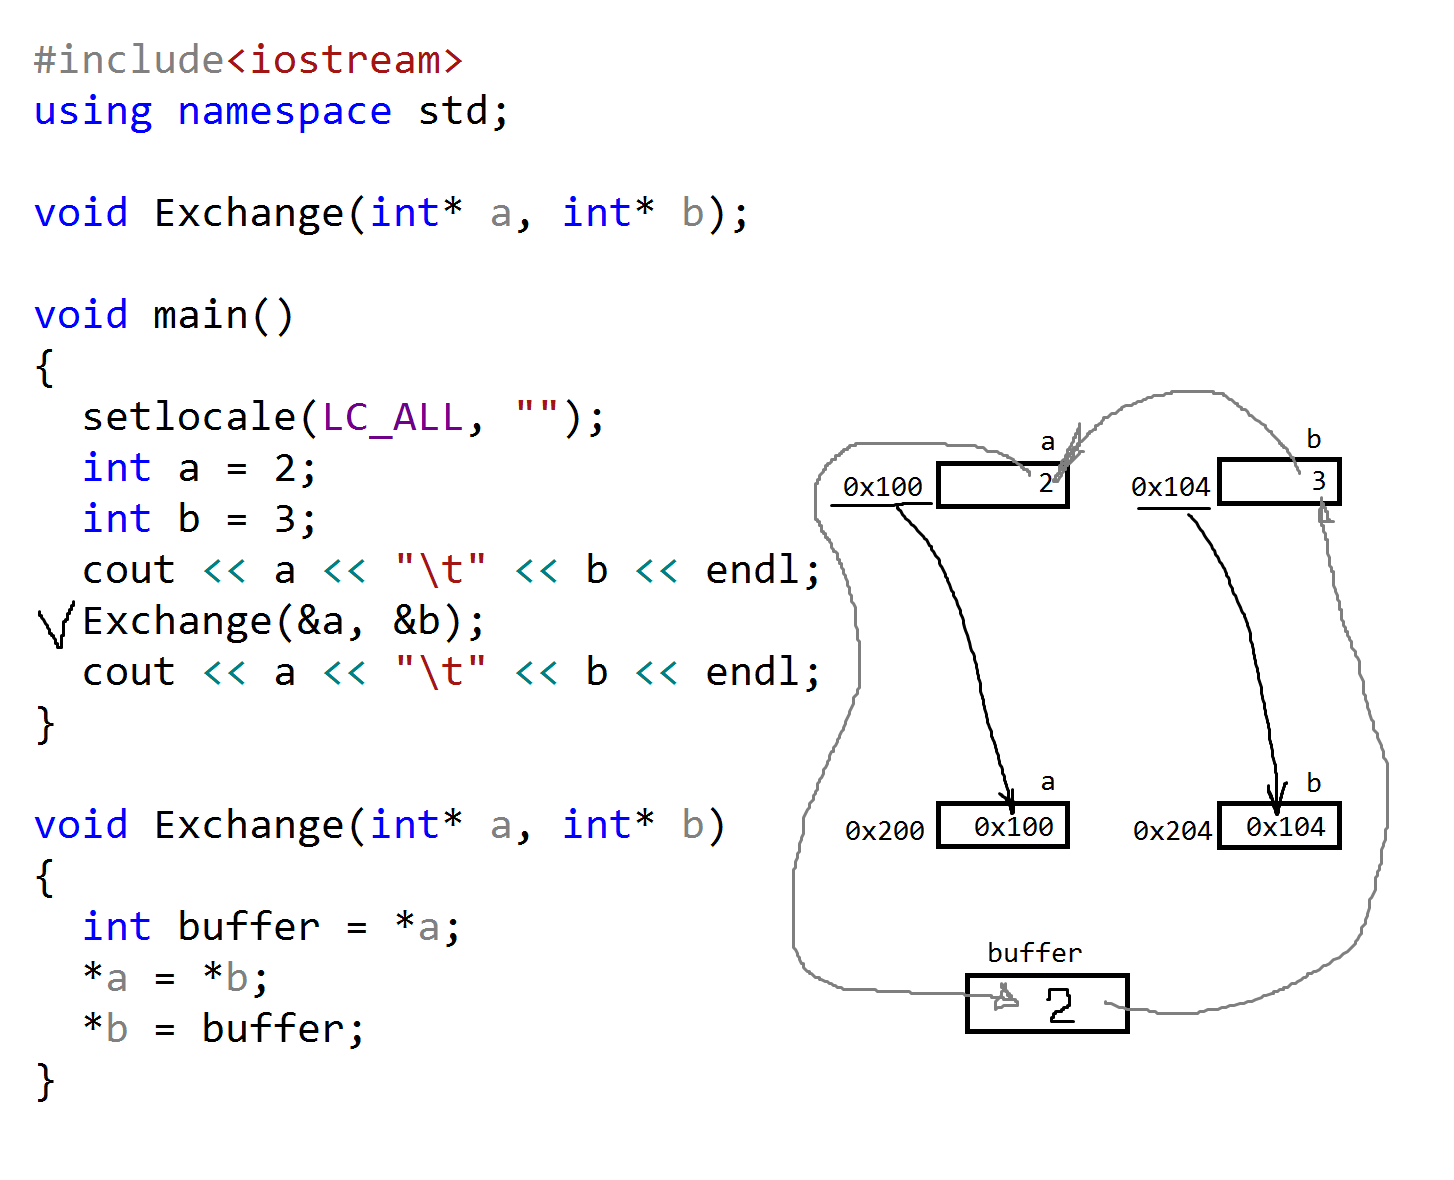 #include<iostream>
using namespace std;
void Exchange(int* a, int* b);
void main()
{
setlocale(LC_ALL, "");
int a = 2;
int b = 3;
cout << a << "\t" << b << endl;
Exchange(&a, &b);
cout << a << "\t" << b << endl;
}
void Exchange(int* a, int* b)
{
int buffer = *a;
*a = *b;
*b = buffer;
}
a b
0x100 2 0x104 3
a b
0x200 0x100 0x204 0x104
buffer
2